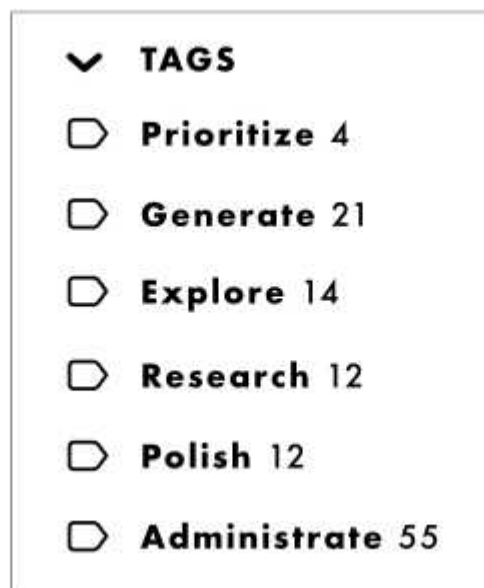 TAGS
Prioritize 4
Generate 21
Explore 14
Research 12
Polish 12
Administrate 55